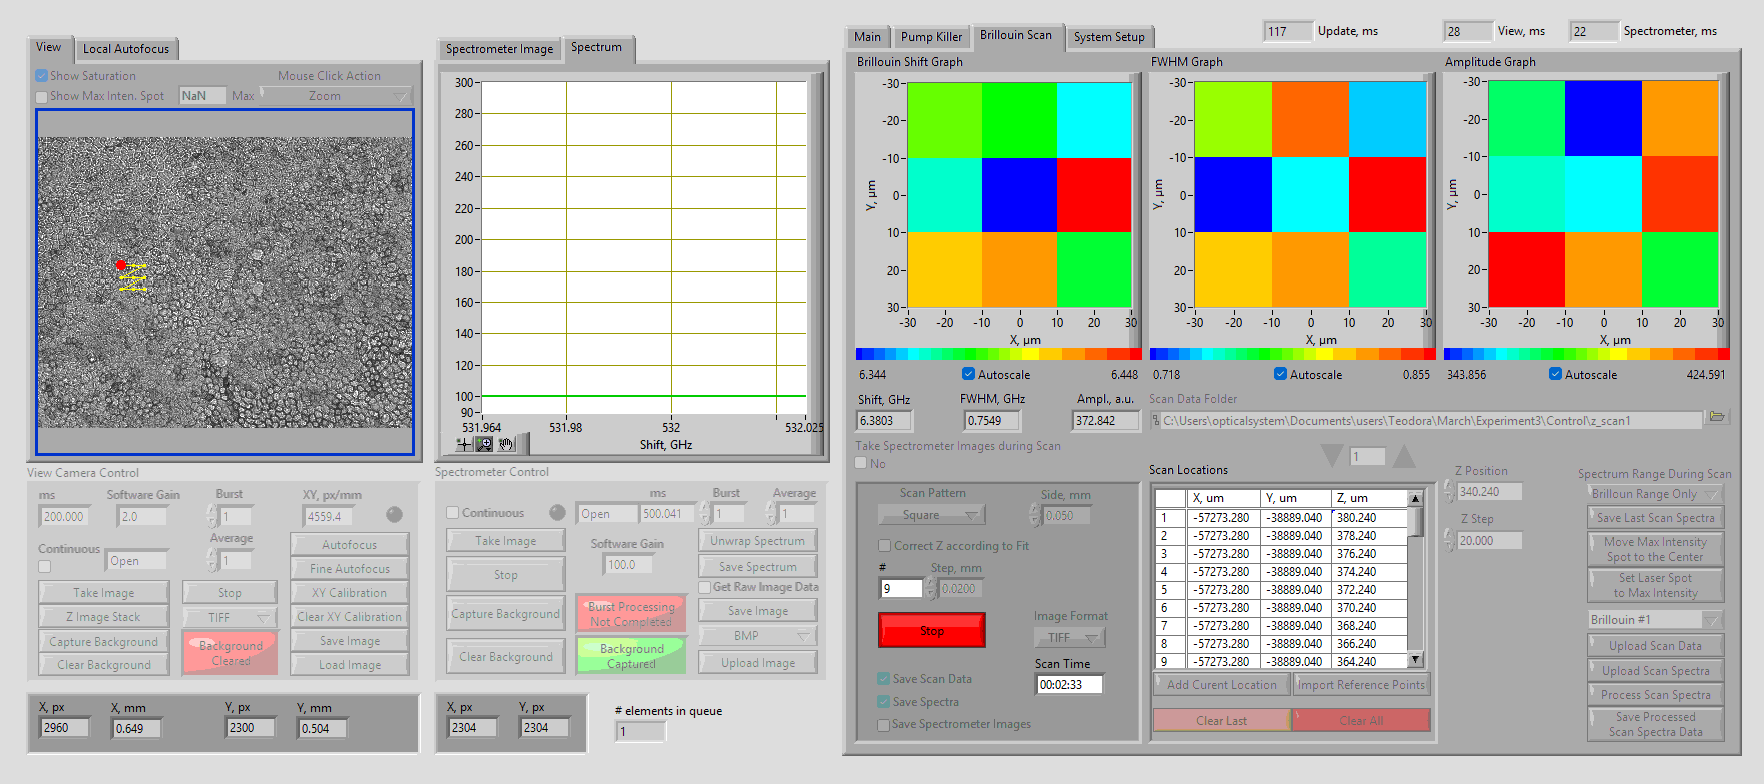 View
Local Autofocus
Show Saturation
Mouse Click Action
Show Max Inten. Spot
NaN
Max
Zoom
View Camera Control
ms
Software Gain
Burst
XY, px/mm
200.000
2.0
1
4559.4
Average
Continuous
Open
1
Autofocus
Fine Autofocus
Take Image
Stop
XY Calibration
Z Image Stack
TIFF
Clear XY Calibration
Capture Background
Background
Cleared
Save Image
Clear Background
Load Image
X, px
X, mm
Y, px
Y, mm
2960
0.649
2300
0.504
Spectrometer Image
Spectrum
300
280
260
240
220
200
180
160
140
120
100
90
531.964
531.98
532
532.025
Shift, GHz
Spectrometer Control
ms
Burst
Average
Continuous
Open
500.041
1
1
Take Image
Software Gain
Unwrap Spectrum
Stop
100.0
Save Spectrum
Get Raw Image Data
Capture Background
Burst Processing
Not Completed
Save Image
BMP
Clear Background
Background
Captured
Upload Image
X, px
Y, px
2304
2304
# elements in queue
1
117
Update, ms
28
View, ms
22
Spectrometer, ms
Main
Pump Killer
Brillouin Scan
System Setup
Brillouin Shift Graph
-30
-20
-10
0
10
20
30
Y, µm
-30
-20
-10
0
10
20
30
X, µm
6.344
Autoscale
6.448
FWHM Graph
-30
-20
-10
0
10
20
30
Y, µm
-30
-20
-10
0
10
20
30
X, µm
0.718
Autoscale
0.855
Amplitude Graph
-30
-20
-10
0
10
20
30
Y, µm
-30
-20
-10
0
10
20
30
X, µm
343.856
Autoscale
424.591
Shift, GHz
FWHM, GHz
Ampl., a.u.
Scan Data Folder
6.3803
0.7549
372.842
C:\Users\opticalsystem\Documents\users\Teodora\March\Experiment3\Control\z_scan1
Take Spectrometer Images during Scan
No
1
Scan Pattern
Side, mm
Square
0.050
Correct Z according to Fit
#
Step, mm
9
0.0200
Stop
Image Format
TIFF
Scan Time
00:02:33
Save Scan Data
Save Spectra
Save Spectrometer Images
Scan Locations
X, um
Y, um
Z, um
1 -57273.280 -38889.040 380.240
2 -57273.280 -38889.040 378.240
3 -57273.280 -38889.040 376.240
4 -57273.280 -38889.040 374.240
5 -57273.280 -38889.040 372.240
6 -57273.280 -38889.040 370.240
7 -57273.280 -38889.040 368.240
8 -57273.280 -38889.040 366.240
9 -57273.280 -38889.040 364.240
Add Curent Location
Import Reference Points
Clear Last
Clear All
Z Position
340.240
Z Step
20.000
Spectrum Range During Scan
Brilloun Range Only
Save Last Scan Spectra
Move Max Intensity
Spot to the Center
Set Laser Spot
to Max Intensity
Brillouin #1
Upload Scan Data
Upload Scan Spectra
Process Scan Spectra
Save Processed
Scan Spectra Data